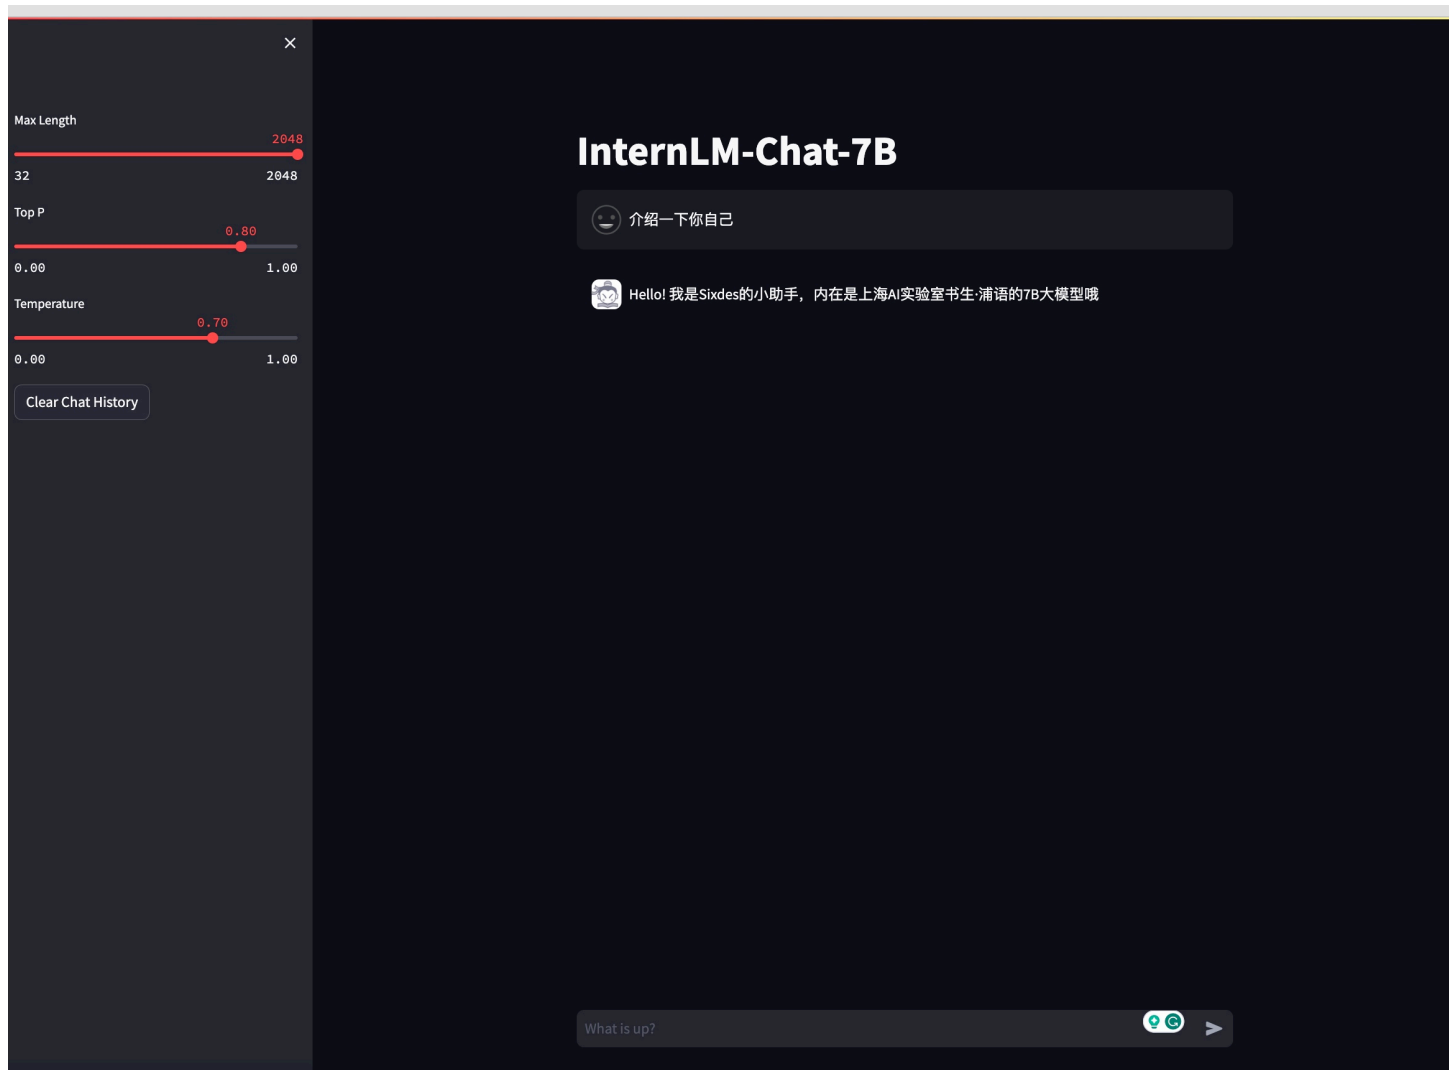 Max Length
2048
32 2048
Top P
0.80
0.00 1.00
Temperature
0.70
0.00 1.00
Clear Chat History
InternLM-Chat-7B
介绍一下你自己
Hello! 我是Sixdes的小助手，内在是上海AI实验室书生·浦语的7B大模型哦
What is up?